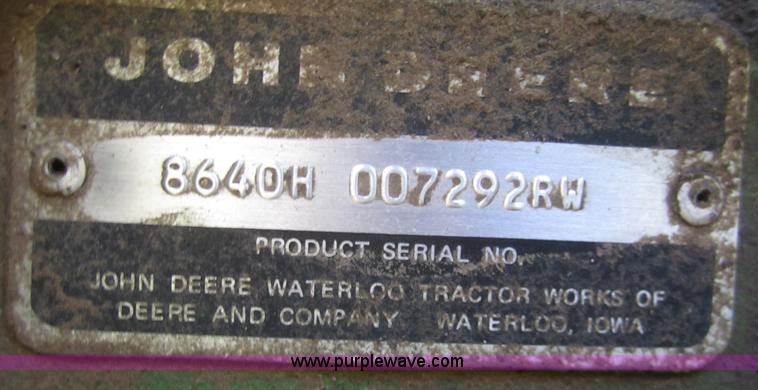 JOHN DEERE
8640H 007292RW
PRODUCT SERIAL NO.
JOHN DEERE WATERLOO TRACTOR WORKS OF
DEERE AND COMPANY WATERLOO, IOWA
www.purplewave.com